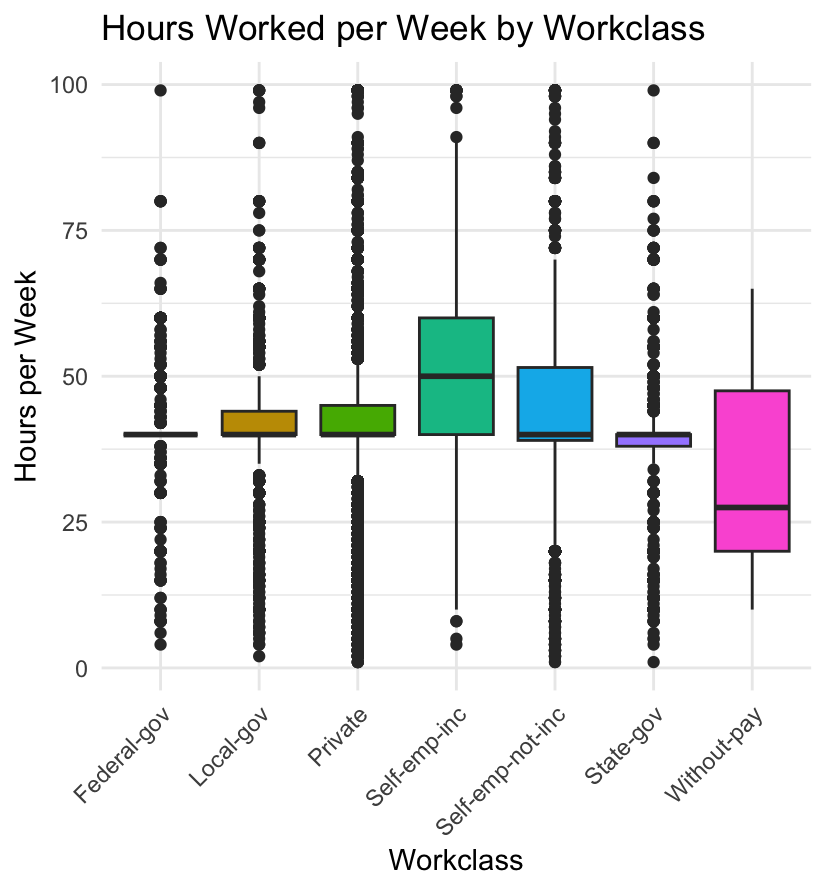 Hours Worked per Week by Workclass
100
75
50
25
0
Hours per Week
Federal-gov
Local-gov
Private
Self-emp-inc
Self-emp-not-inc
State-gov
Without-pay
Workclass